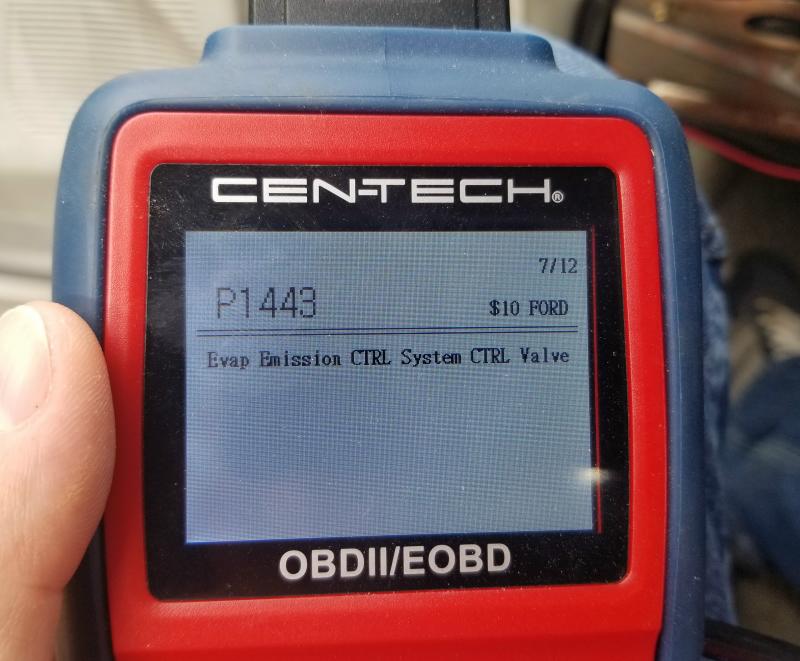 CEN-TECH®
7/12
P1443 $10 FORD
Evap Emission CTRL System CTRL Valve
OBDII/EOBD